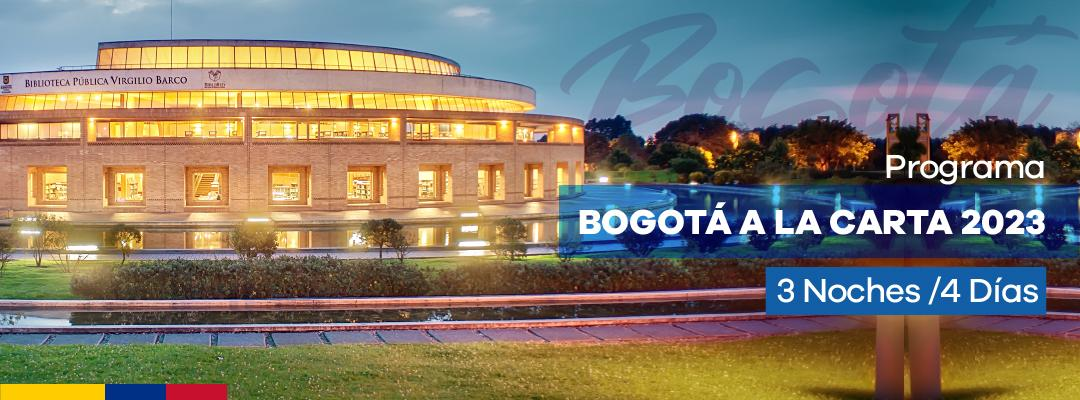 BIBLIOTECA PÚBLICA VIRGILIO BARCO
Bogotá
Programa
BOGOTÁ A LA CARTA 2023
3 Noches /4 Días